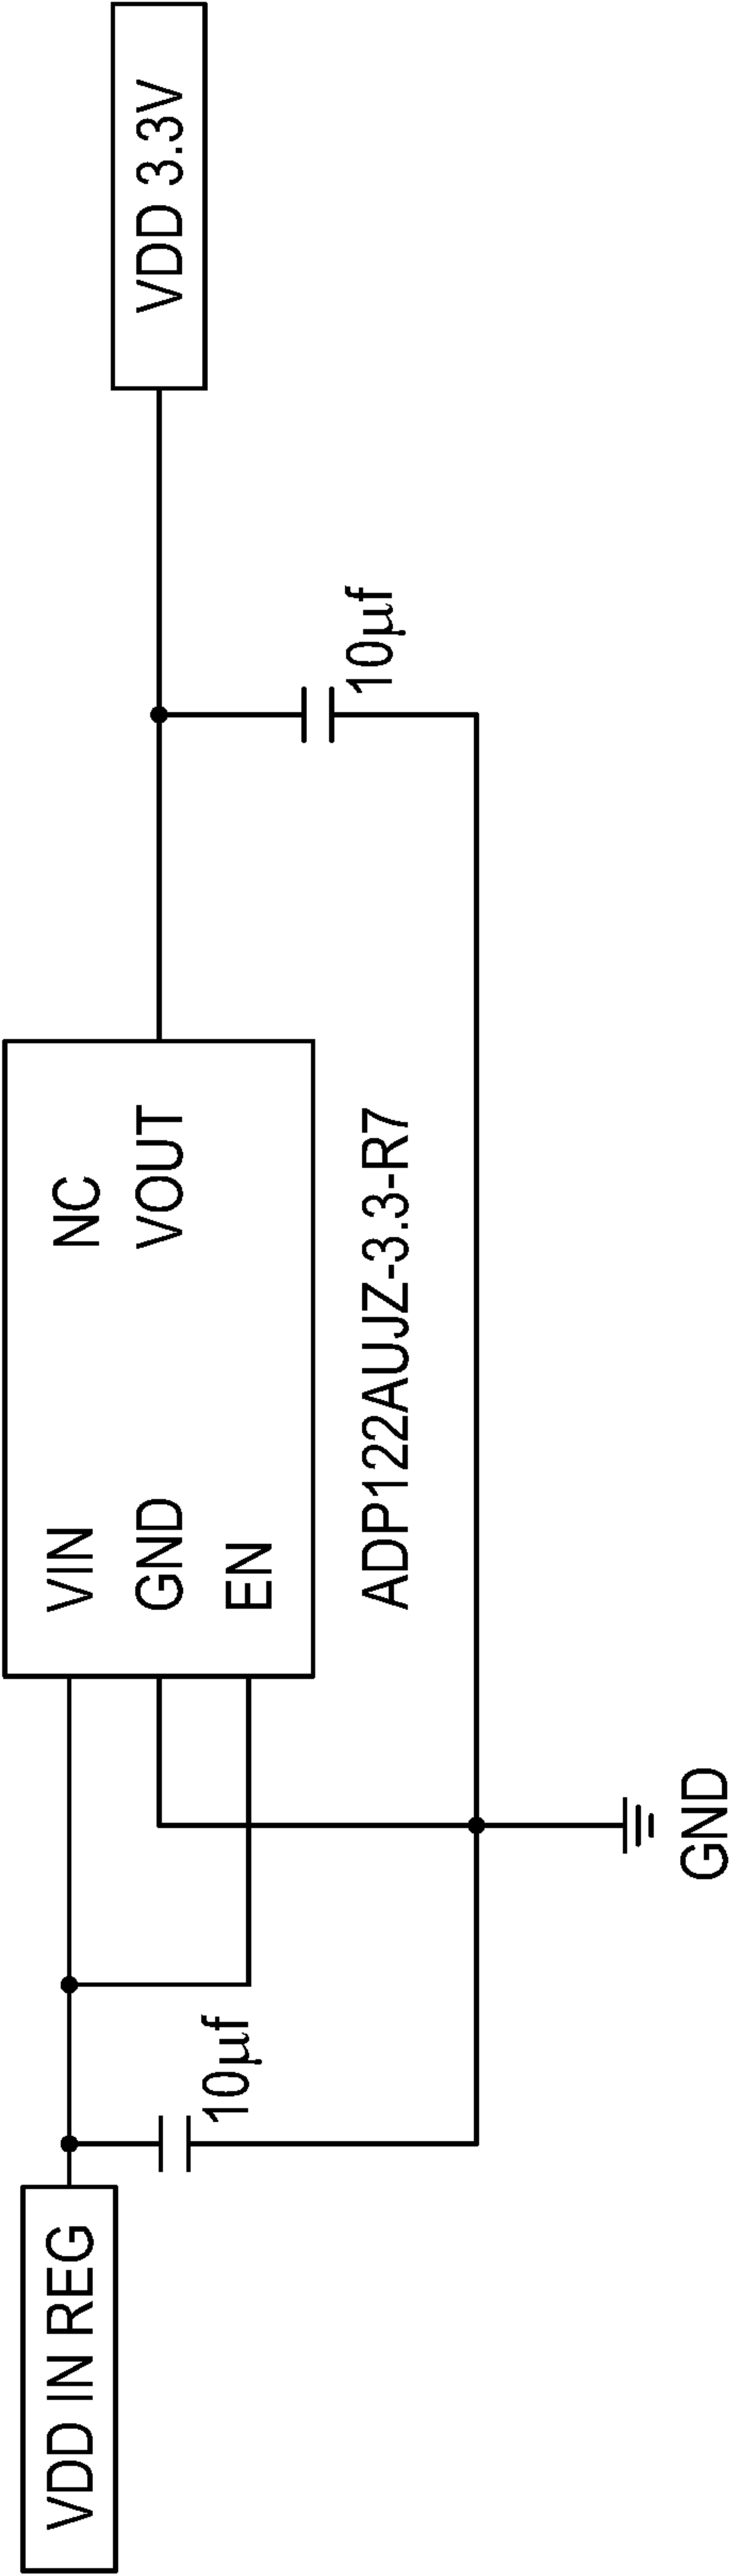 VDD IN REG
10µf
VIN
GND
EN
NC
VOUT
ADP122AUJZ-3.3-R7
10µf
VDD 3.3V
GND